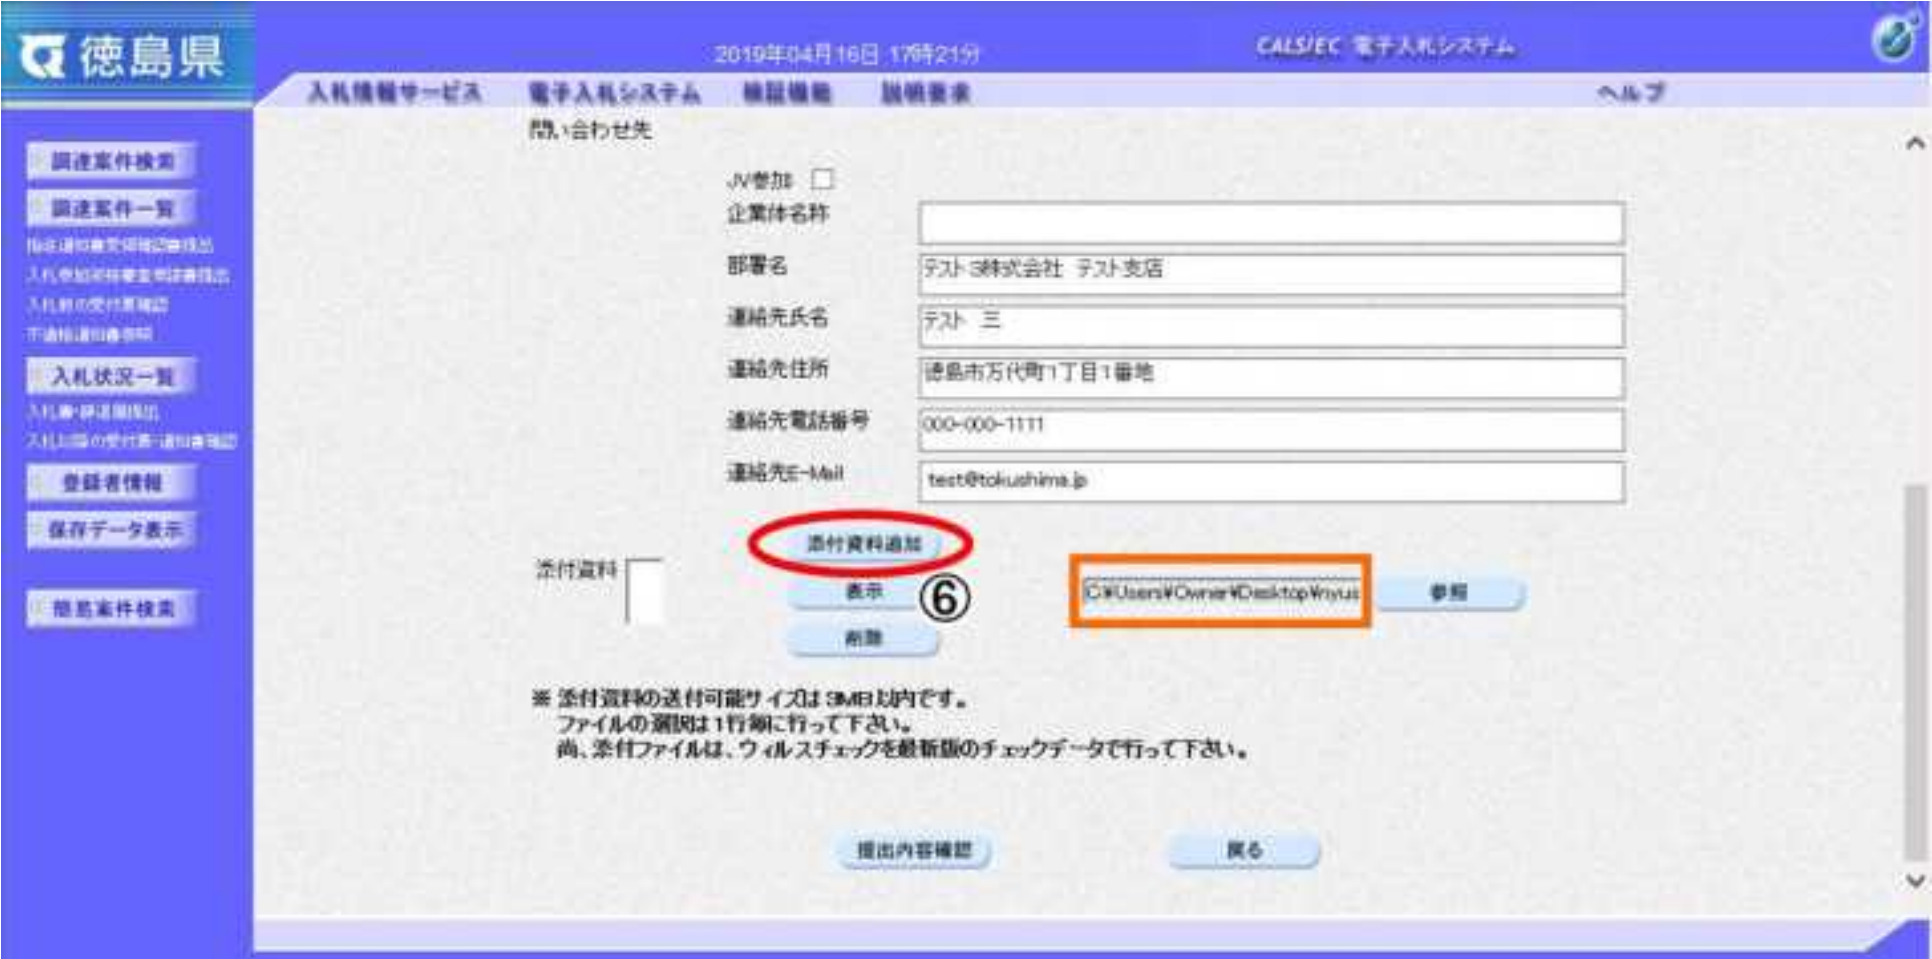 徳島県
2019年04月16日 17時21分
CALS/EC 電子入札システム
入札情報サービス 電子入札システム 検証機能 説明要求 ヘルプ
調達案件検索
調達案件一覧
入札状況一覧
登録者情報
保存データ表示
簡易案件検索
問い合わせ先
JV参加
企業体名称
部署名 テスト3株式会社 テスト支店
連絡先氏名 テスト 三
連絡先住所 徳島市万代町1丁目1番地
連絡先電話番号 000-000-1111
連絡先E-Mail test@tokushima.jp
添付資料追加
添付資料
表示 ⑥ C:¥Users¥Owner¥Desktop¥nyus 参照
削除
※ 添付資料の送付可能サイズは3MB以内です。
ファイルの選択は1行毎に行って下さい。
尚、添付ファイルは、ウィルスチェックを最新版のチェックデータで行って下さい。
提出内容確認 戻る